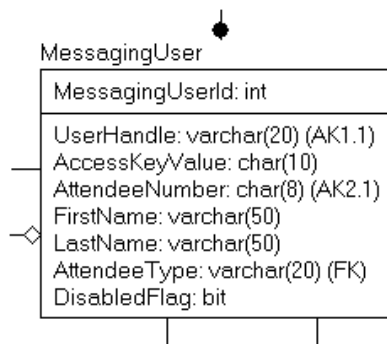 MessagingUser
MessagingUserId: int
UserHandle: varchar(20) (AK1.1)
AccessKeyValue: char(10)
AttendeeNumber: char(8) (AK2.1)
FirstName: varchar(50)
LastName: varchar(50)
AttendeeType: varchar(20) (FK)
DisabledFlag: bit